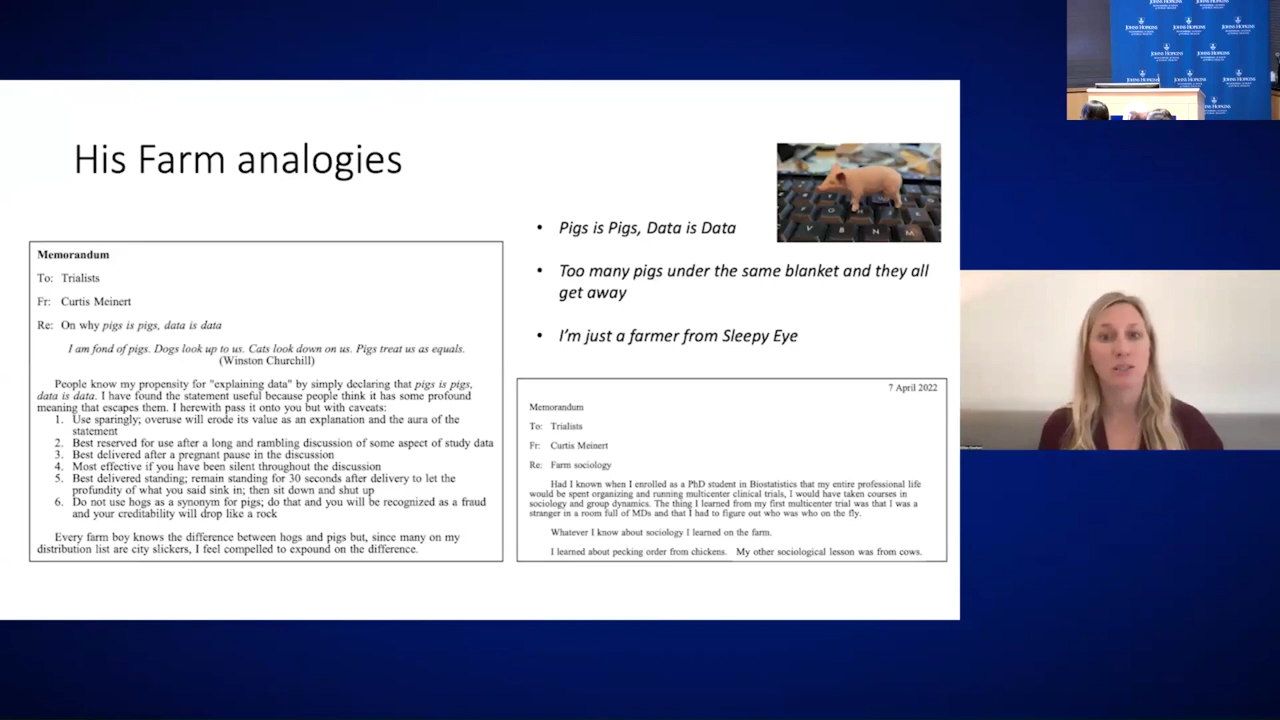 His Farm analogies
Memorandum
To: Trialists
Fr: Curtis Meinert
Re: On why pigs is pigs, data is data
I am fond of pigs. Dogs look up to us. Cats look down on us. Pigs treat us as equals.
(Winston Churchill)
People know my propensity for "explaining data" by simply declaring that pigs is pigs,
data is data. I have found the statement useful because people think it has some profound
meaning that escapes them. I herewith pass it onto you but with caveats:
1. Use sparingly; overuse will erode its value as an explanation and the aura of the
statement
2. Best reserved for use after a long and rambling discussion of some aspect of study data
3. Best delivered after a pregnant pause in the discussion
4. Most effective if you have been silent throughout the discussion
5. Best delivered standing; remain standing for 30 seconds after delivery to let the
profundity of what you said sink in; then sit down and shut up
6. Do not use hogs as a synonym for pigs; do that and you will be recognized as a fraud
and your creditability will drop like a rock
Every farm boy knows the difference between hogs and pigs but, since many on my
distribution list are city slickers, I feel compelled to expound on the difference.
• Pigs is Pigs, Data is Data
• Too many pigs under the same blanket and they all
get away
• I'm just a farmer from Sleepy Eye
V B N M
7 April 2022
Memorandum
To: Trialists
Fr: Curtis Meinert
Re: Farm sociology
Had I known when I enrolled as a PhD student in Biostatistics that my entire professional life
would be spent organizing and running multicenter clinical trials, I would have taken courses in
sociology and group dynamics. The thing I learned from my first multicenter trial was that I was a
stranger in a room full of MDs and that I had to figure out who was who on the fly.
Whatever I know about sociology I learned on the farm.
I learned about pecking order from chickens. My other sociological lesson was from cows.
JOHNS HOPKINS
JOHNS HOPKINS
JOHNS HOPKINS
JOHNS HOPKINS
JOHNS HOPKINS
JOHNS HOPKINS
JOHNS HOPKINS
JOHNS HOPKINS